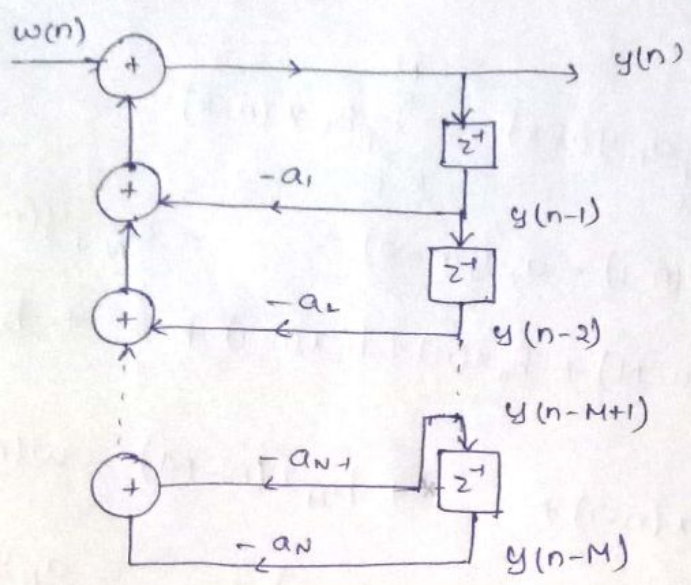 w(n)
+
y(n)
z⁻¹
-a₁
+
y(n-1)
z⁻¹
-a₂
+
y(n-2)
y(n-M+1)
-aN-1
+
z⁻¹
-aN
y(n-M)